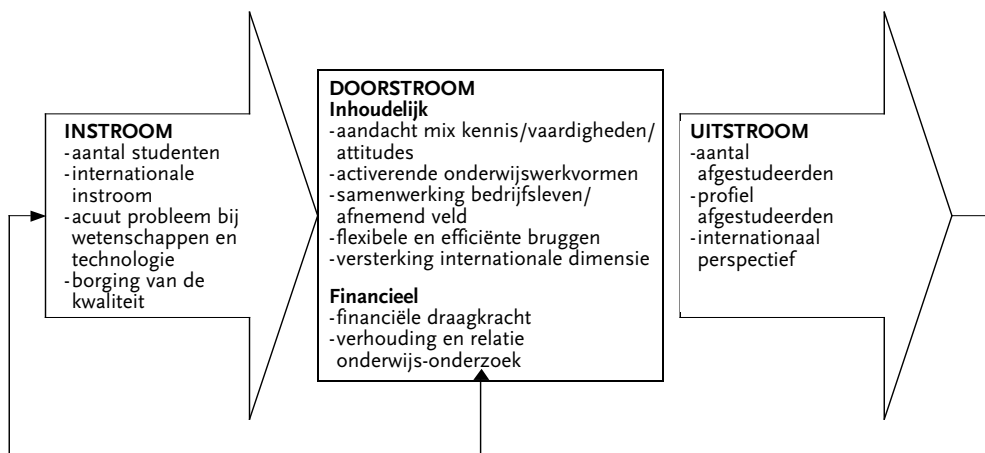 INSTROOM
-aantal studenten
-internationale
instroom
-acuut probleem bij
wetenschappen en
technologie
-borging van de
kwaliteit
DOORSTROOM
Inhoudelijk
-aandacht mix kennis/vaardigheden/
attitudes
-activerende onderwijswerkvormen
-samenwerking bedrijfsleven/
afnemend veld
-flexibele en efficiënte bruggen
-versterking internationale dimensie
Financieel
-financiële draagkracht
-verhouding en relatie
onderwijs-onderzoek
UITSTROOM
-aantal
afgestudeerden
-profiel
afgestudeerden
-internationaal
perspectief